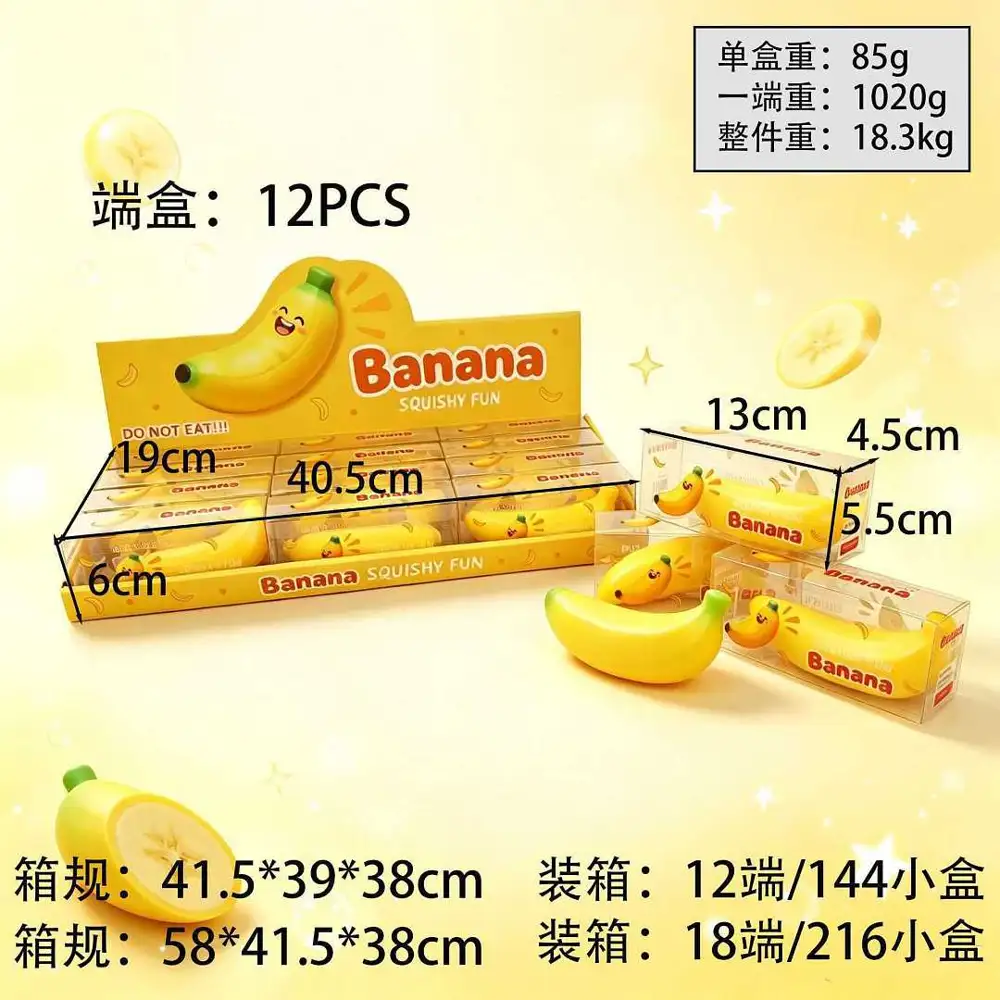 单盒重：85g
一端重：1020g
整件重：18.3kg
端盒：12PCS
Banana
SQUISHY FUN
DO NOT EAT!!!
19cm
40.5cm
6cm
Banana SQUISHY FUN
13cm
4.5cm
5.5cm
Banana
Banana
Banana
Banana
箱规：41.5*39*38cm
装箱：12端/144小盒
箱规：58*41.5*38cm
装箱：18端/216小盒